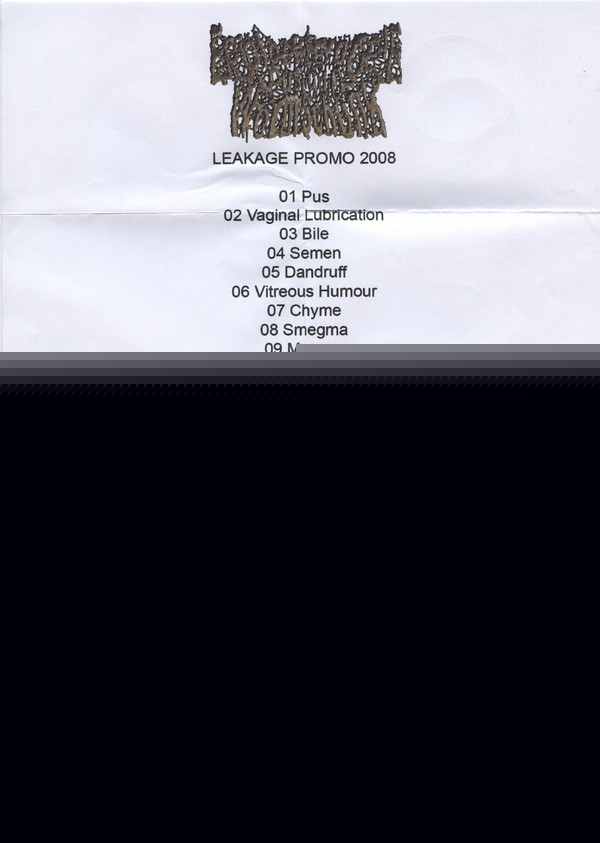 LEAKAGE PROMO 2008
01 Pus
02 Vaginal Lubrication
03 Bile
04 Semen
05 Dandruff
06 Vitreous Humour
07 Chyme
08 Smegma
09